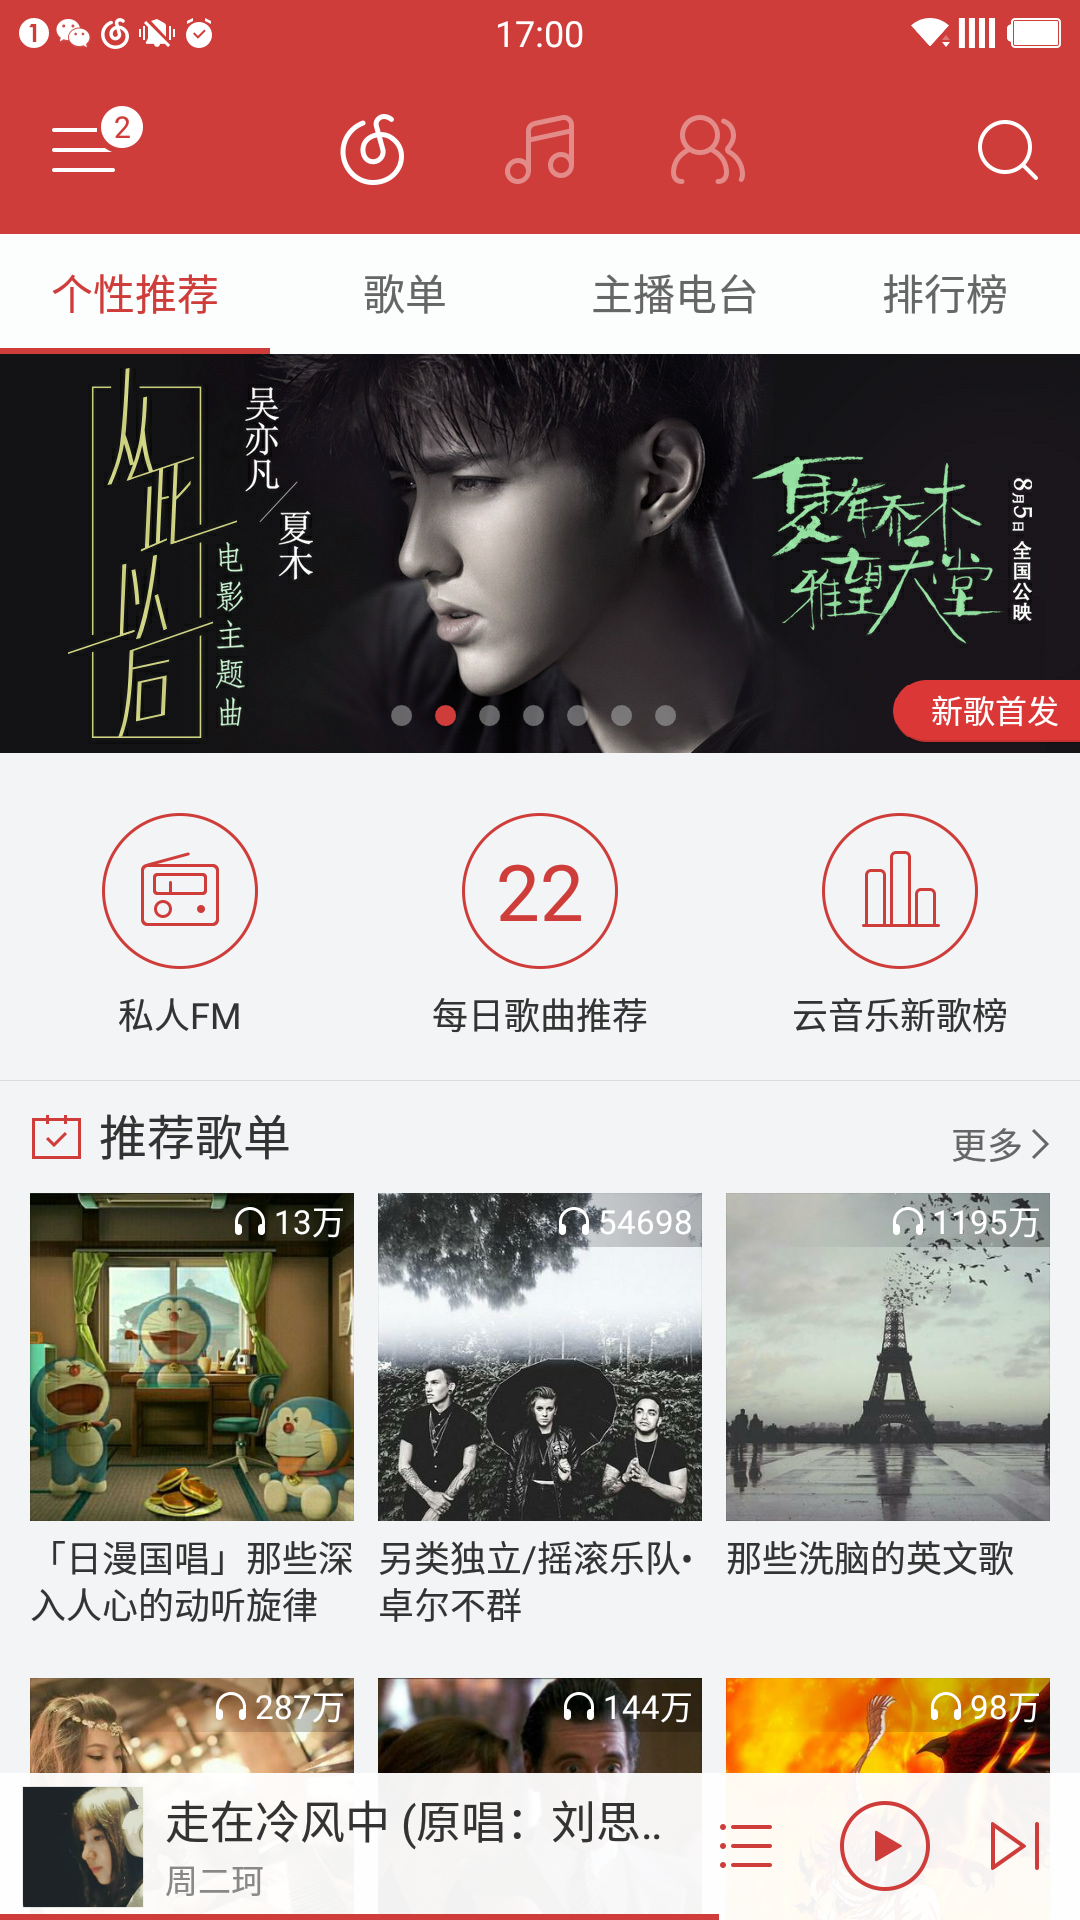 1
17:00
2
个性推荐
歌单
主播电台
排行榜
从此以后
吴亦凡/夏木
电影主题曲
夏有乔木
雅望天堂
8月5日 全国公映
新歌首发
22
私人FM
每日歌曲推荐
云音乐新歌榜
推荐歌单
更多
13万
54698
1195万
「日漫国唱」那些深
入人心的动听旋律
另类独立/摇滚乐队•
卓尔不群
那些洗脑的英文歌
287万
144万
98万
走在冷风中 (原唱：刘思..
周二珂